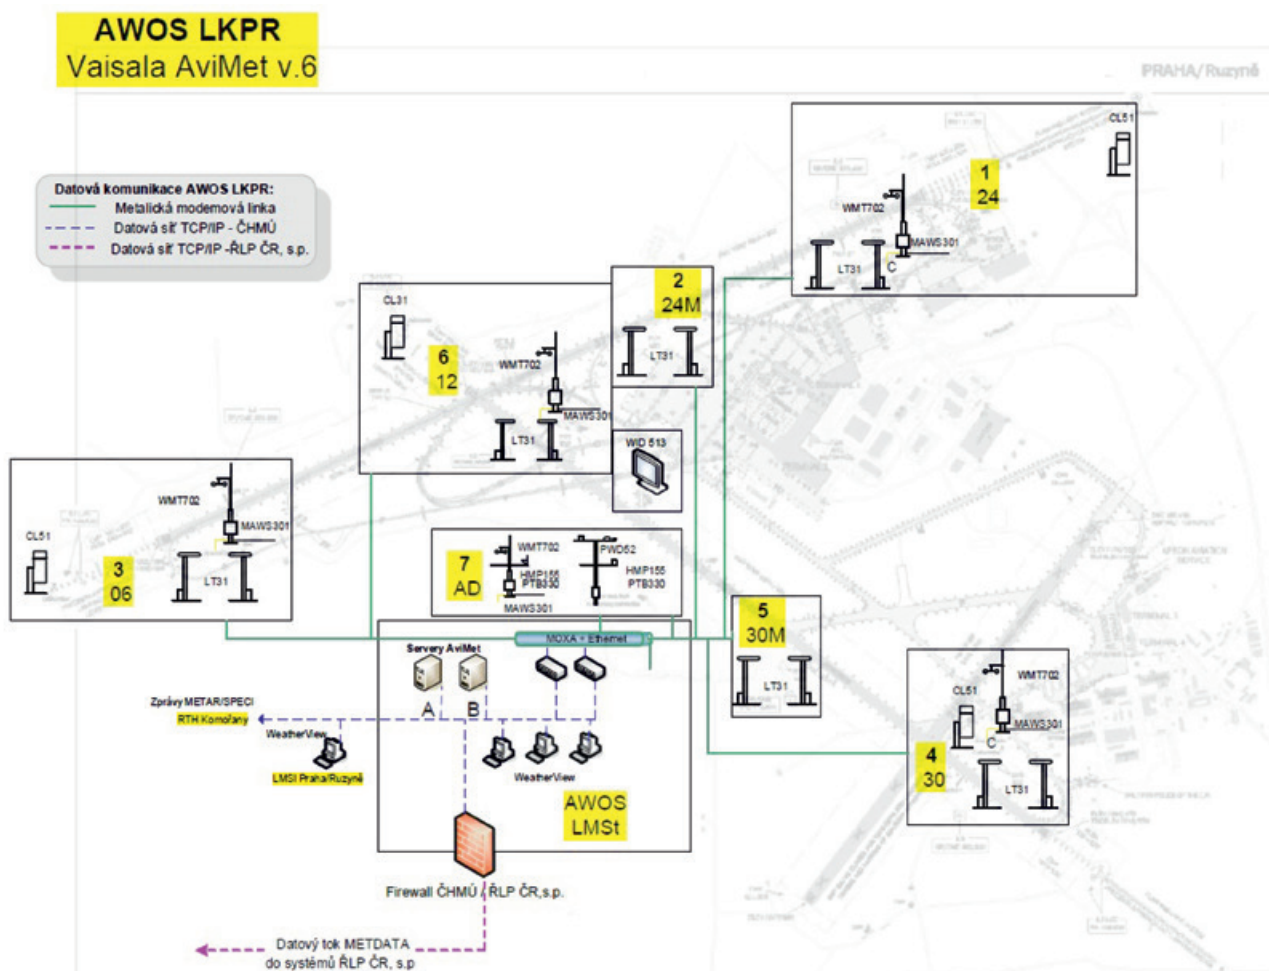 AWOS LKPR
Vaisala AviMet v.6
PRAHA/Ruzyně
Datová komunikace AWOS LKPR:
Metalická modemová linka
Datová síť TCP/IP - ČHMÚ
Datová síť TCP/IP -ŘLP ČR, s.p.
CL51
1
24
WMT702
MAWS301
LT31
C
2
24M
LT31
CL31
6
12
WMT702
MAWS301
LT31
WID 513
WMT702
MAWS301
CL51
3
06
LT31
7
AD
WMT702
HMP155
PTB330
MAWS301
PWD52
HMP155
PTB330
5
30M
LT31
MOXA + Ethernet
Servery AviMet
A
B
WMT702
CL51
MAWS301
C
4
30
LT31
Zprávy METAR/SPECI
RTH Komořany
WeatherView
LMSI Praha/Ruzyně
WeatherView
AWOS
LMSt
Firewall ČHMÚ / ŘLP ČR,s.p.
Datový tok METDATA
do systémů ŘLP ČR, s.p